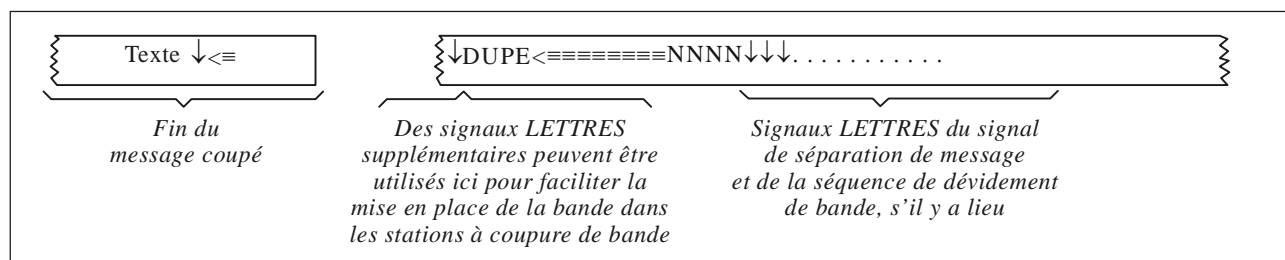 Texte ↓<≡
↓DUPE<≡≡≡≡≡≡≡≡NNNN↓↓↓. . . . . . . . . . .
Fin du
message coupé
Des signaux LETTRES
supplémentaires peuvent être
utilisés ici pour faciliter la
mise en place de la bande dans
les stations à coupure de bande
Signaux LETTRES du signal
de séparation de message
et de la séquence de dévidement
de bande, s’il y a lieu